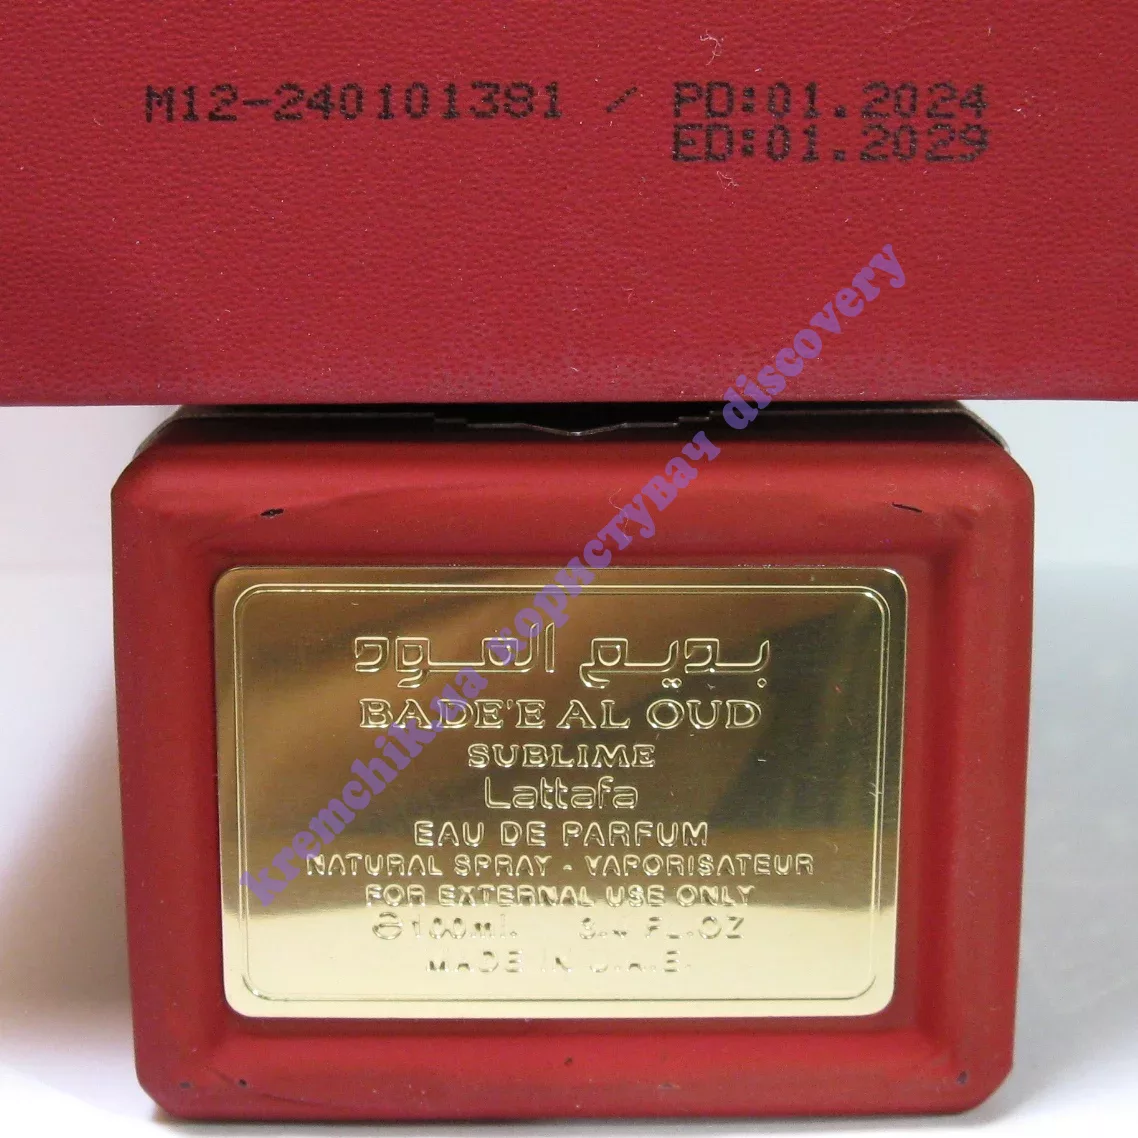 M12-240101381 / PD:01.2024
ED:01.2029
kremchik.ua користувач discovery
بديع العود
BADE'E AL OUD
SUBLIME
Lattafa
EAU DE PARFUM
NATURAL SPRAY - VAPORISATEUR
FOR EXTERNAL USE ONLY
℮100ml. 3.4 FL.OZ
MADE IN U.A.E.